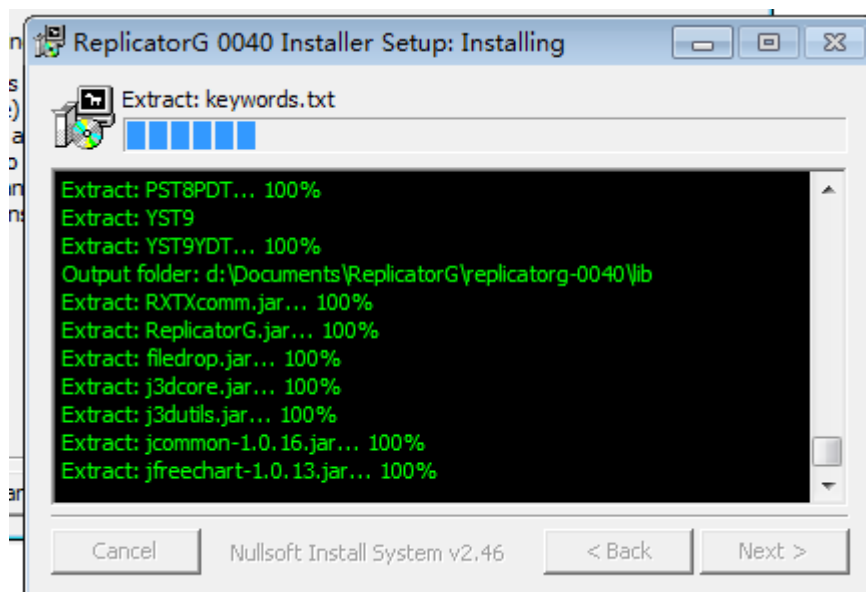 ReplicatorG 0040 Installer Setup: Installing
Extract: keywords.txt
Extract: PST8PDT... 100%
Extract: YST9
Extract: YST9YDT... 100%
Output folder: d:\Documents\ReplicatorG\replicatorg-0040\lib
Extract: RXTXcomm.jar... 100%
Extract: ReplicatorG.jar... 100%
Extract: filedrop.jar... 100%
Extract: j3dcore.jar... 100%
Extract: j3dutils.jar... 100%
Extract: jcommon-1.0.16.jar... 100%
Extract: jfreechart-1.0.13.jar... 100%
Cancel Nullsoft Install System v2.46 < Back Next >